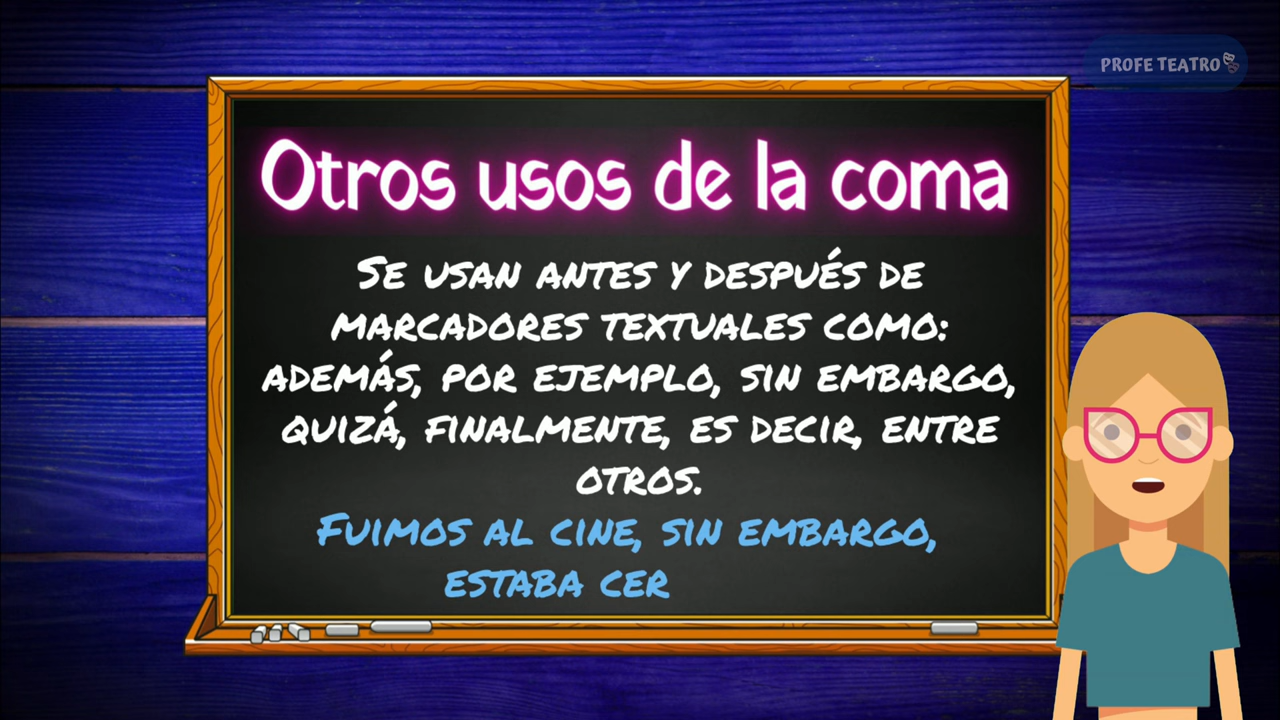 PROFE TEATRO
Otros usos de la coma
SE USAN ANTES Y DESPUÉS DE
MARCADORES TEXTUALES COMO:
ADEMÁS, POR EJEMPLO, SIN EMBARGO,
QUIZÁ, FINALMENTE, ES DECIR, ENTRE
OTROS.
FUIMOS AL CINE, SIN EMBARGO,
ESTABA CER